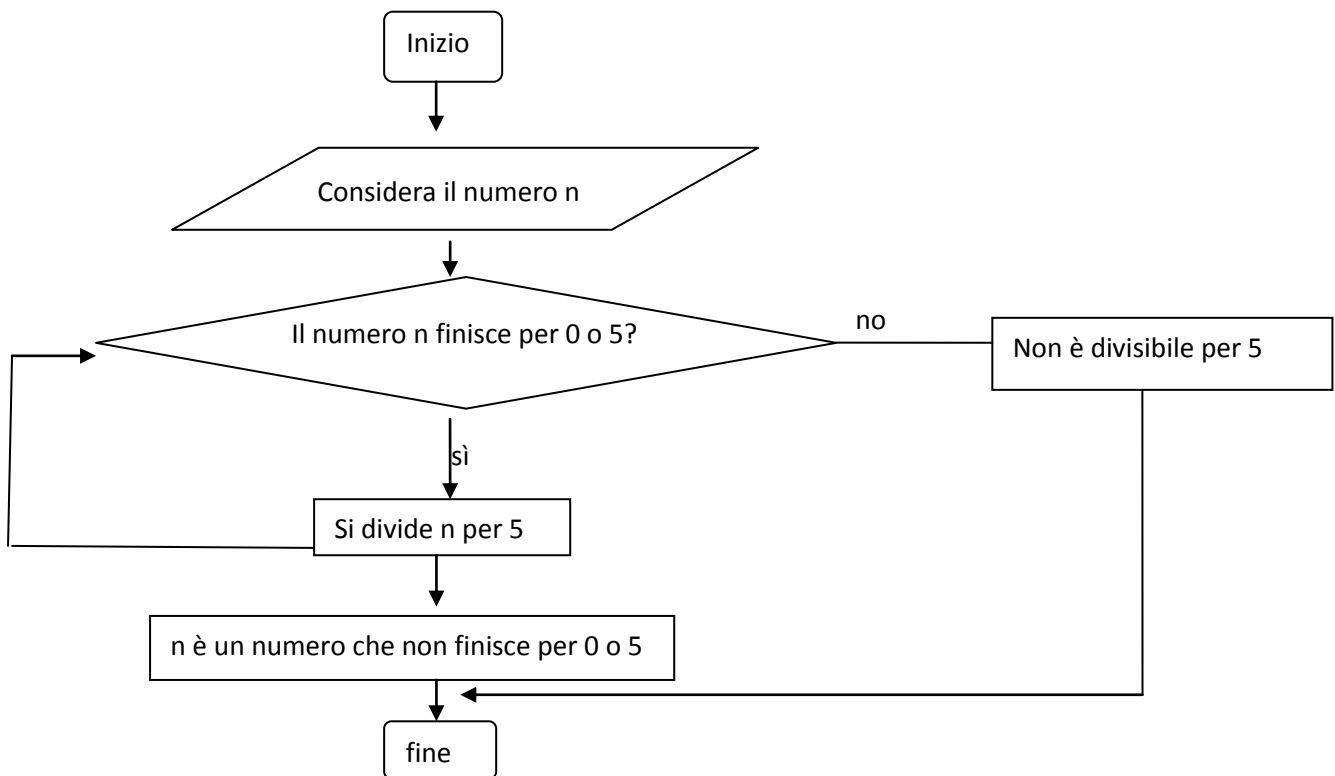 Inizio
Considera il numero n
Il numero n finisce per 0 o 5?
no
Non è divisibile per 5
sì
Si divide n per 5
n è un numero che non finisce per 0 o 5
fine